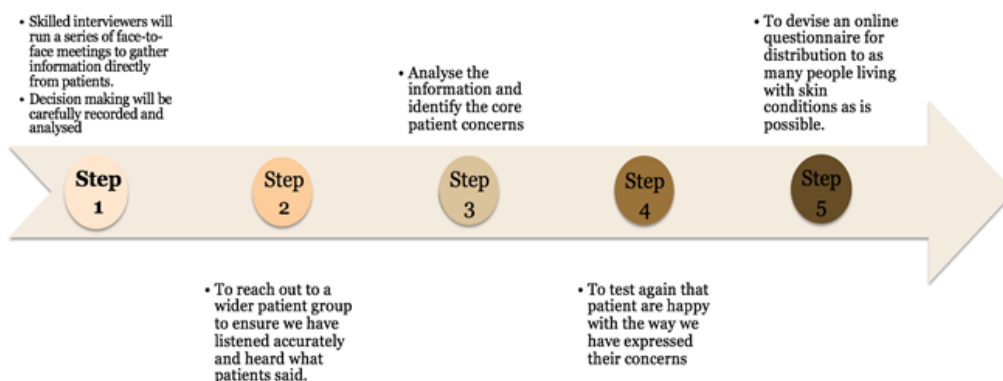 • Skilled interviewers will
run a series of face-to-
face meetings to gather
information directly
from patients.
• Decision making will be
carefully recorded and
analysed
• Analyse the
information and
identify the core
patient concerns
• To devise an online
questionnaire for
distribution to as
many people living
with skin
conditions as is
possible.
Step
1
Step
2
Step
3
Step
4
Step
5
• To reach out to a
wider patient group
to ensure we have
listened accurately
and heard what
patients said.
• To test again that
patient are happy
with the way we
have expressed
their concerns